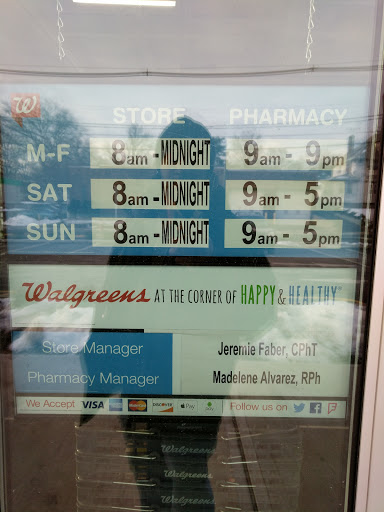 W
STORE PHARMACY
M-F 8am - MIDNIGHT 9am - 9pm
SAT 8am - MIDNIGHT 9am - 5pm
SUN 8am - MIDNIGHT 9am - 5pm
Walgreens AT THE CORNER OF HAPPY & HEALTHY®
Store Manager Jeremie Faber, CPhT
Pharmacy Manager Madelene Alvarez, RPh
We Accept VISA DISCOVER Pay Follow us on
Walgreens
Walgreens
Walgreens